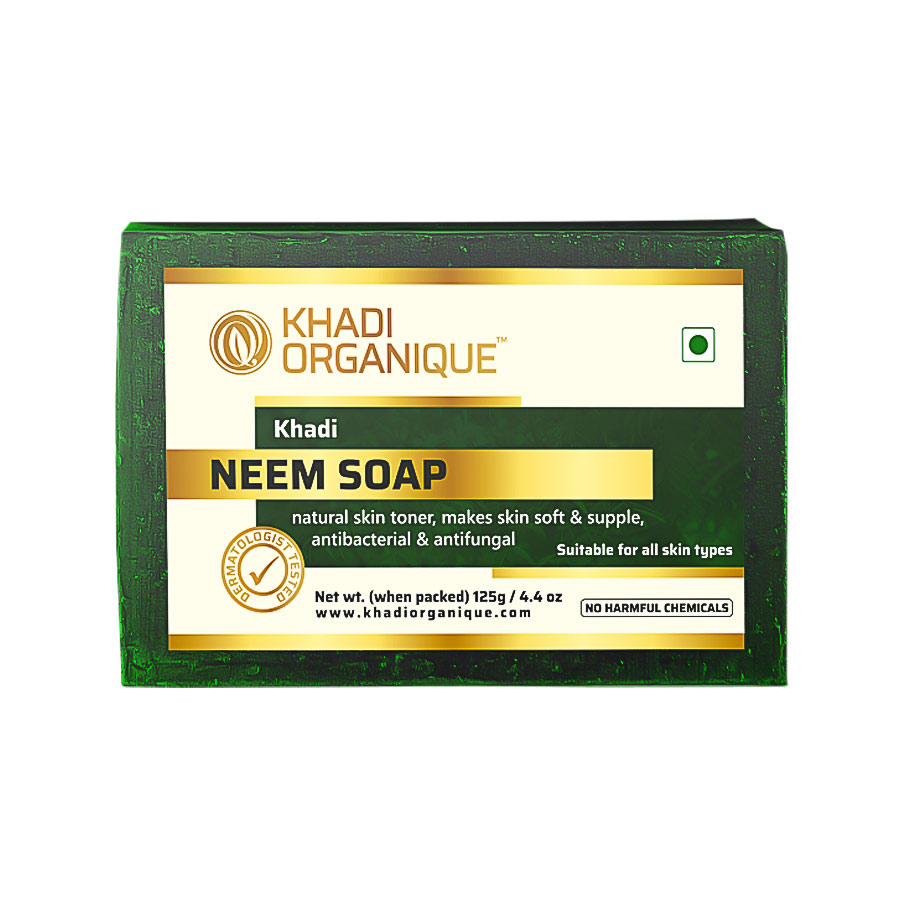 KHADI
ORGANIQUE™
Khadi
NEEM SOAP
natural skin toner, makes skin soft & supple,
antibacterial & antifungal
Suitable for all skin types
DERMATOLOGIST TESTED
Net wt. (when packed) 125g / 4.4 oz
www.khadiorganique.com
NO HARMFUL CHEMICALS